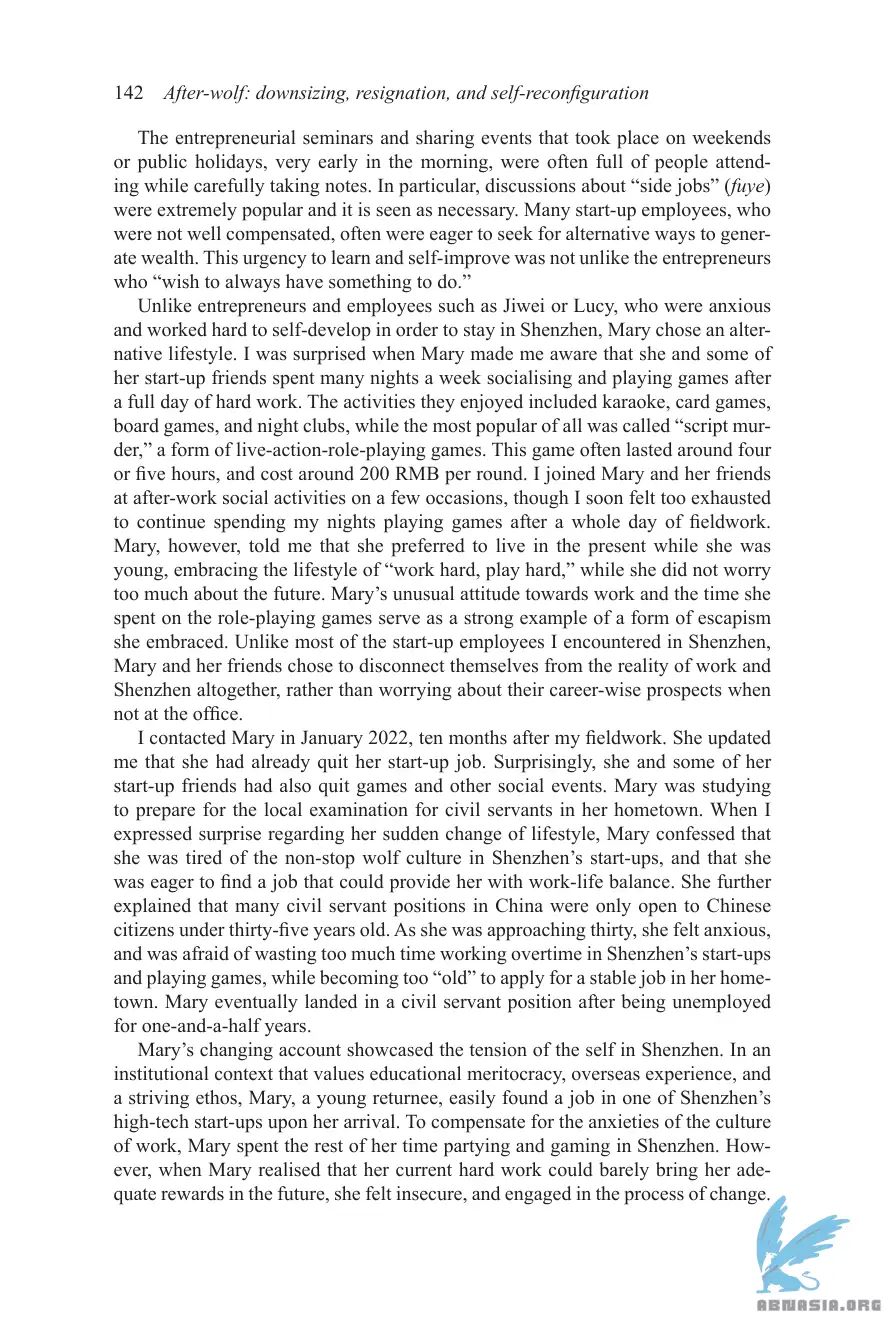 142 After-wolf: downsizing, resignation, and self-reconfiguration
The entrepreneurial seminars and sharing events that took place on weekends
or public holidays, very early in the morning, were often full of people attend-
ing while carefully taking notes. In particular, discussions about “side jobs” (fuye)
were extremely popular and it is seen as necessary. Many start-up employees, who
were not well compensated, often were eager to seek for alternative ways to gener-
ate wealth. This urgency to learn and self-improve was not unlike the entrepreneurs
who “wish to always have something to do.”
Unlike entrepreneurs and employees such as Jiwei or Lucy, who were anxious
and worked hard to self-develop in order to stay in Shenzhen, Mary chose an alter-
native lifestyle. I was surprised when Mary made me aware that she and some of
her start-up friends spent many nights a week socialising and playing games after
a full day of hard work. The activities they enjoyed included karaoke, card games,
board games, and night clubs, while the most popular of all was called “script mur-
der,” a form of live-action-role-playing games. This game often lasted around four
or five hours, and cost around 200 RMB per round. I joined Mary and her friends
at after-work social activities on a few occasions, though I soon felt too exhausted
to continue spending my nights playing games after a whole day of fieldwork.
Mary, however, told me that she preferred to live in the present while she was
young, embracing the lifestyle of “work hard, play hard,” while she did not worry
too much about the future. Mary’s unusual attitude towards work and the time she
spent on the role-playing games serve as a strong example of a form of escapism
she embraced. Unlike most of the start-up employees I encountered in Shenzhen,
Mary and her friends chose to disconnect themselves from the reality of work and
Shenzhen altogether, rather than worrying about their career-wise prospects when
not at the office.
I contacted Mary in January 2022, ten months after my fieldwork. She updated
me that she had already quit her start-up job. Surprisingly, she and some of her
start-up friends had also quit games and other social events. Mary was studying
to prepare for the local examination for civil servants in her hometown. When I
expressed surprise regarding her sudden change of lifestyle, Mary confessed that
she was tired of the non-stop wolf culture in Shenzhen’s start-ups, and that she
was eager to find a job that could provide her with work-life balance. She further
explained that many civil servant positions in China were only open to Chinese
citizens under thirty-five years old. As she was approaching thirty, she felt anxious,
and was afraid of wasting too much time working overtime in Shenzhen’s start-ups
and playing games, while becoming too “old” to apply for a stable job in her home-
town. Mary eventually landed in a civil servant position after being unemployed
for one-and-a-half years.
Mary’s changing account showcased the tension of the self in Shenzhen. In an
institutional context that values educational meritocracy, overseas experience, and
a striving ethos, Mary, a young returnee, easily found a job in one of Shenzhen’s
high-tech start-ups upon her arrival. To compensate for the anxieties of the culture
of work, Mary spent the rest of her time partying and gaming in Shenzhen. How-
ever, when Mary realised that her current hard work could barely bring her ade-
quate rewards in the future, she felt insecure, and engaged in the process of change.
ABNASIA.ORG